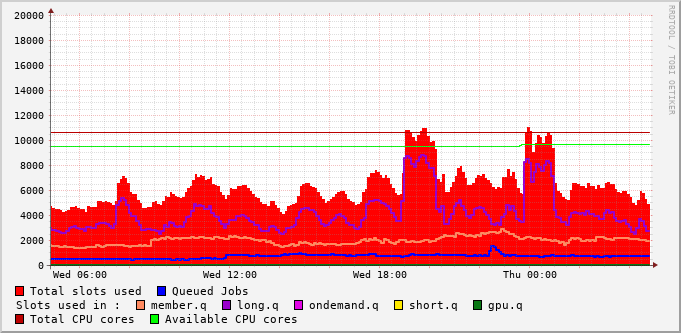 RRDTOOL / TOBI OETIKER
20000
18000
16000
14000
12000
10000
8000
6000
4000
2000
0
Wed 06:00 Wed 12:00 Wed 18:00 Thu 00:00
Total slots used Queued Jobs
Slots used in : member.q long.q ondemand.q short.q gpu.q
Total CPU cores Available CPU cores